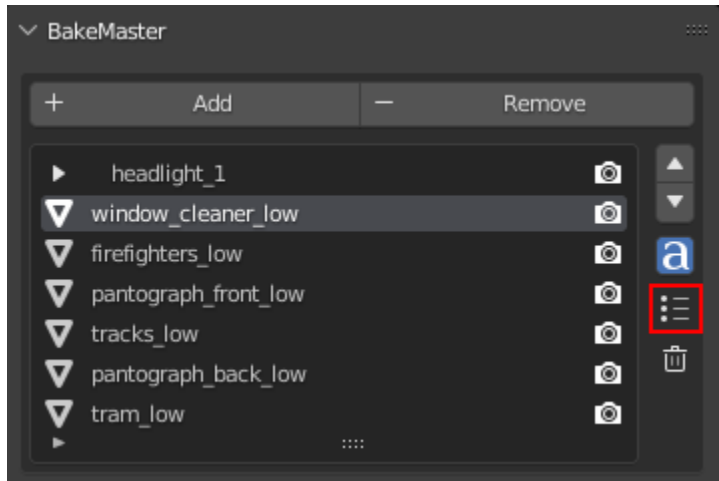 BakeMaster
Add Remove
headlight_1
window_cleaner_low
firefighters_low
a
pantograph_front_low
tracks_low
pantograph_back_low
tram_low